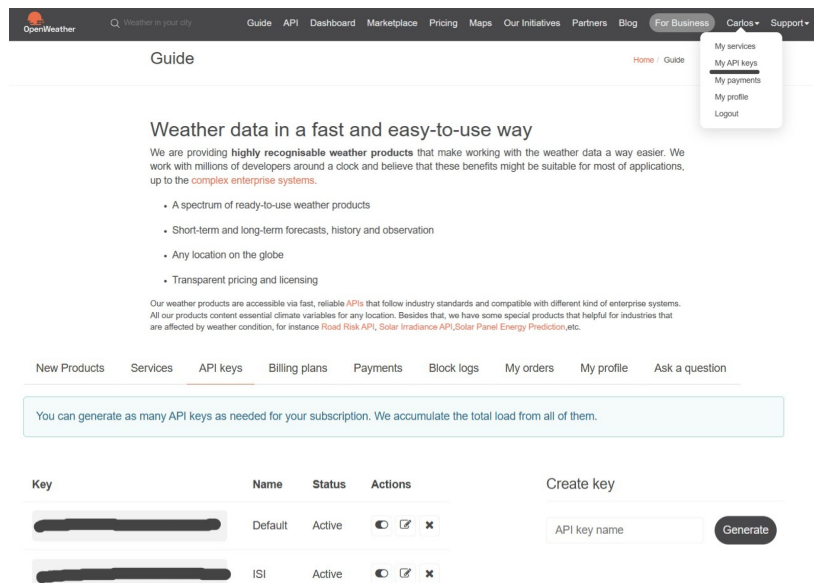 OpenWeather
Weather in your city
Guide API Dashboard Marketplace Pricing Maps Our Initiatives Partners Blog For Business Carlos Support
My services
My API keys
My payments
My profile
Logout
Guide
Home / Guide
Weather data in a fast and easy-to-use way
We are providing highly recognisable weather products that make working with the weather data a way easier. We
work with millions of developers around a clock and believe that these benefits might be suitable for most of applications,
up to the complex enterprise systems.
• A spectrum of ready-to-use weather products
• Short-term and long-term forecasts, history and observation
• Any location on the globe
• Transparent pricing and licensing
Our weather products are accessible via fast, reliable APIs that follow industry standards and compatible with different kind of enterprise systems.
All our products content essential climate variables for any location. Besides that, we have some special products that helpful for industries that
are affected by weather condition, for instance Road Risk API, Solar Irradiance API,Solar Panel Energy Prediction,etc.
New Products Services API keys Billing plans Payments Block logs My orders My profile Ask a question
You can generate as many API keys as needed for your subscription. We accumulate the total load from all of them.
Key Name Status Actions
Default Active
ISI Active
Create key
API key name Generate